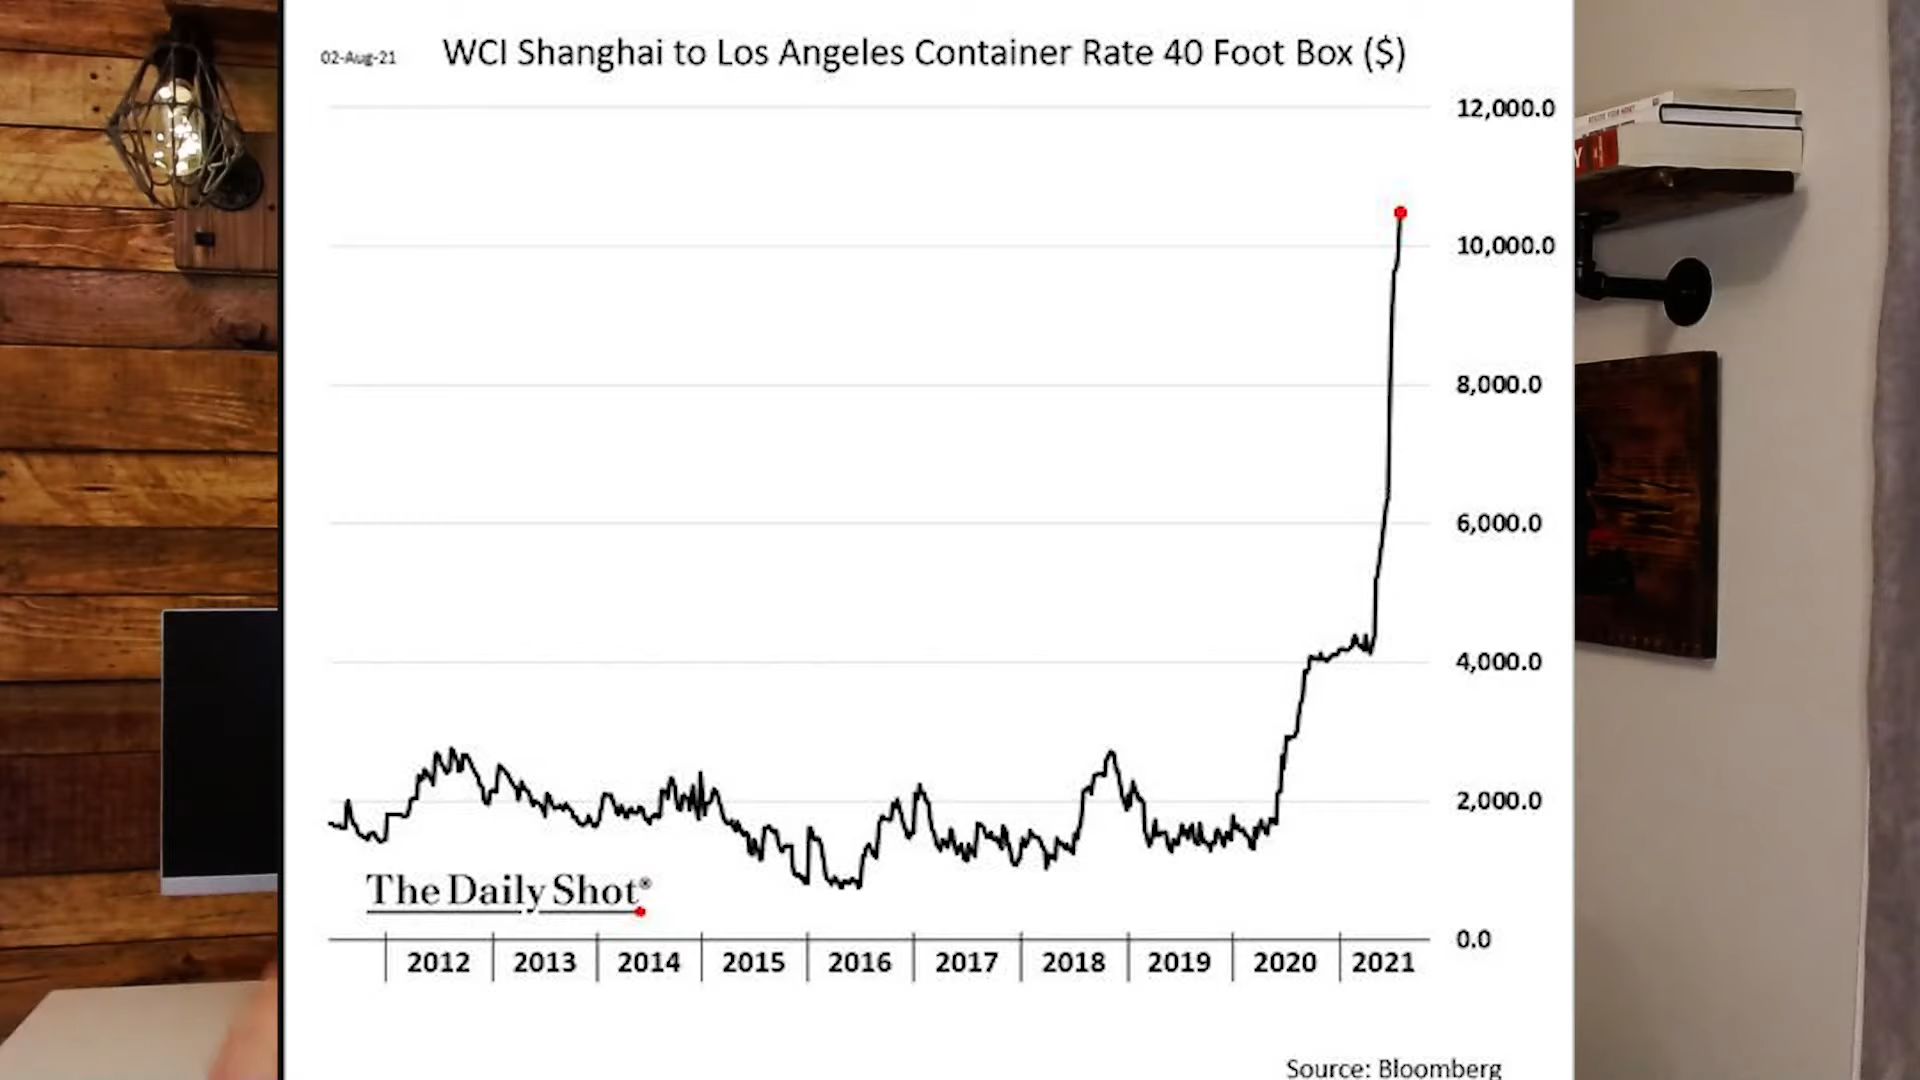 02-Aug-21
WCI Shanghai to Los Angeles Container Rate 40 Foot Box ($)
12,000.0
10,000.0
8,000.0
6,000.0
4,000.0
2,000.0
0.0
The Daily Shot®
2012 2013 2014 2015 2016 2017 2018 2019 2020 2021
Source: Bloomberg